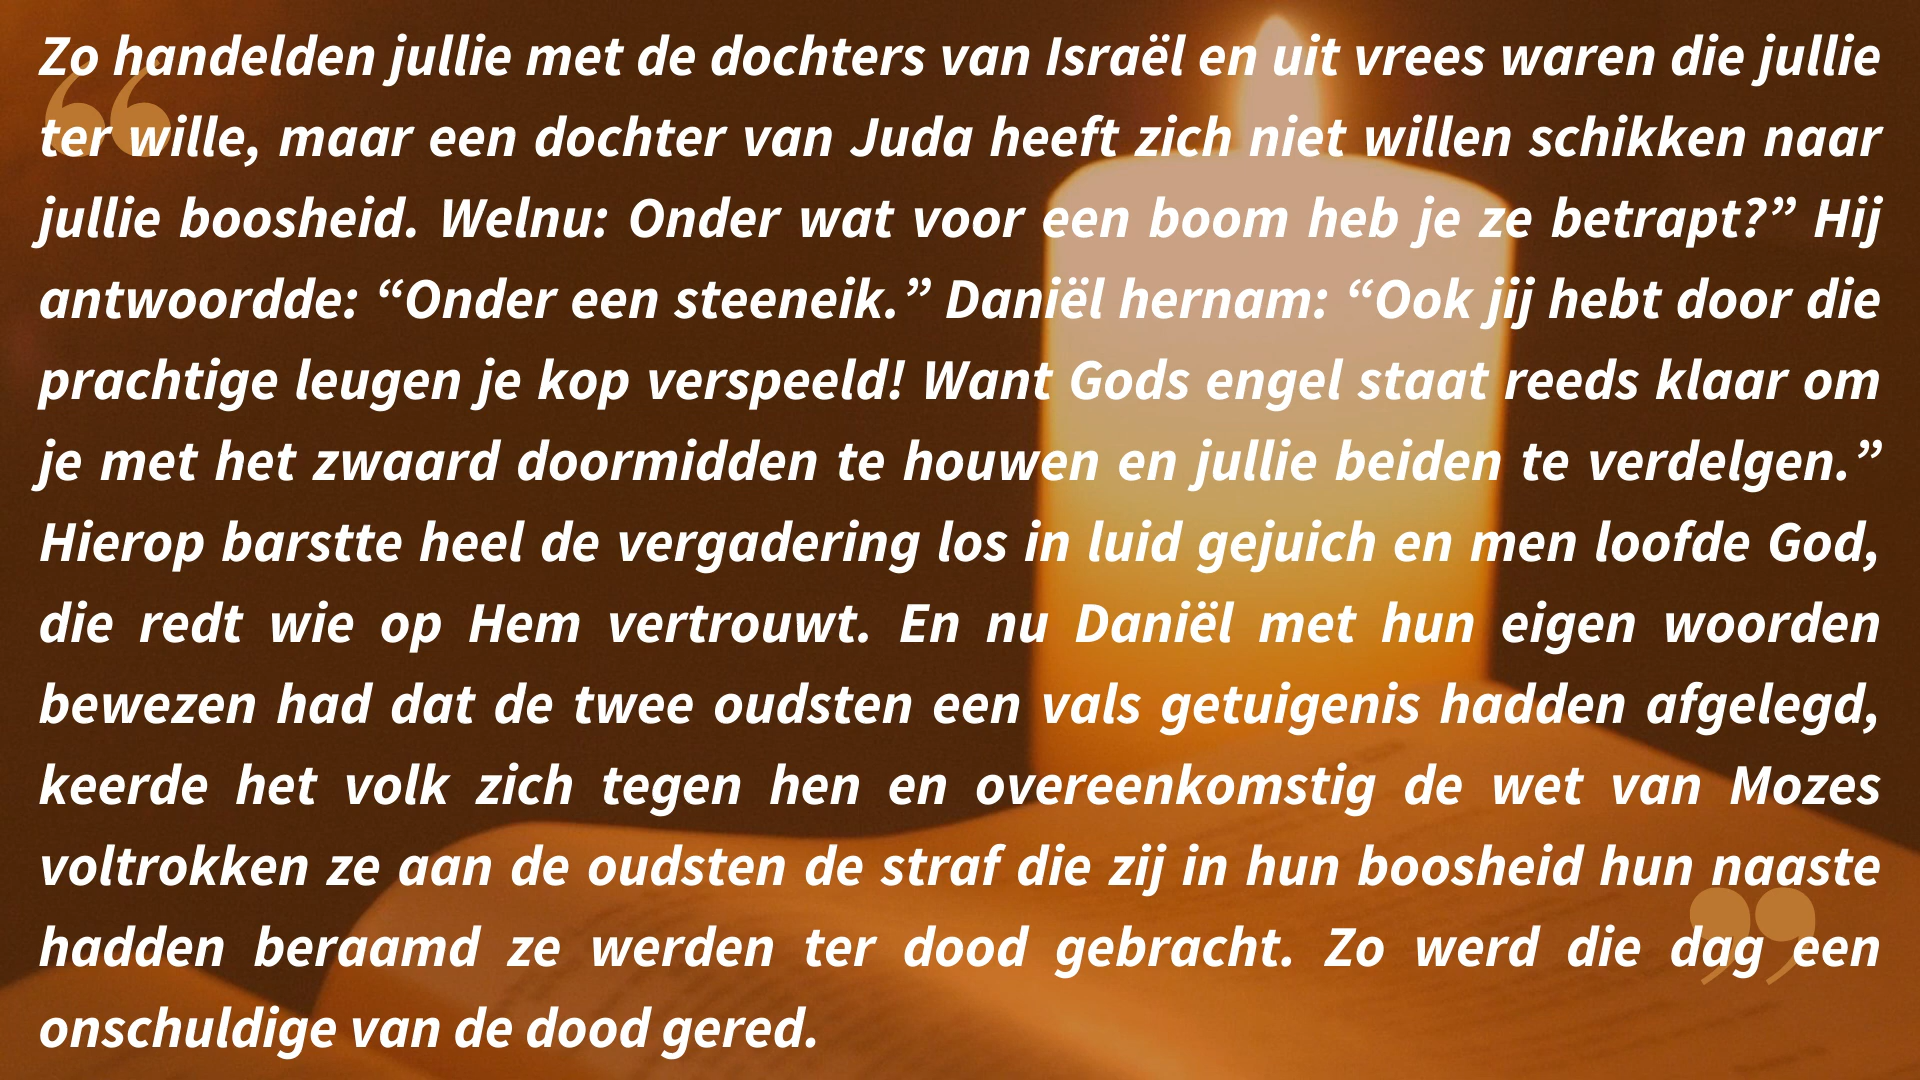 Zo handelden jullie met de dochters van Israël en uit vrees waren die jullie
ter wille, maar een dochter van Juda heeft zich niet willen schikken naar
jullie boosheid. Welnu: Onder wat voor een boom heb je ze betrapt?” Hij
antwoordde: “Onder een steeneik.” Daniël hernam: “Ook jij hebt door die
prachtige leugen je kop verspeeld! Want Gods engel staat reeds klaar om
je met het zwaard doormidden te houwen en jullie beiden te verdelgen.”
Hierop barstte heel de vergadering los in luid gejuich en men loofde God,
die redt wie op Hem vertrouwt. En nu Daniël met hun eigen woorden
bewezen had dat de twee oudsten een vals getuigenis hadden afgelegd,
keerde het volk zich tegen hen en overeenkomstig de wet van Mozes
voltrokken ze aan de oudsten de straf die zij in hun boosheid hun naaste
hadden beraamd ze werden ter dood gebracht. Zo werd die dag een
onschuldige van de dood gered.